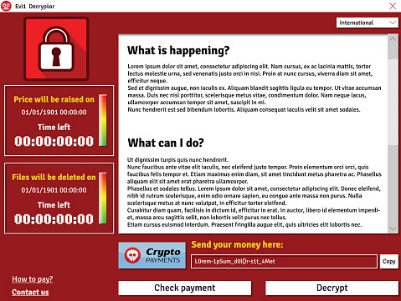 Evil Decryptor
International
What is happening?
Lorem ipsum dolor sit amet, consectetur adipiscing elit. Nam cursus, ex ac lacinia mattis, tortor
lectus molestie urna, sed venenatis justo orci in nisi. Proin at nunc cursus, viverra diam sit amet,
efficitur neque.
Sed et dignissim augue, non iaculis ex. Aliquam blandit sagittis ligula eu tempor. Ut vitae accumsan
massa. Duis nec nisi porttitor, scelerisque metus vitae, condimentum dolor. Nam neque lacus,
ullamcorper accumsan tempor sit amet, suscipit in mi.
Nunc hendrerit est sed bibendum lobortis. Aliquam consequat iaculis velit sit amet sodales.
What can I do?
Ut dignissim turpis quis nunc hendrerit.
Nunc faucibus ante vitae elit iaculis, nec eleifend justo tempor. Proin elementum orci orci, quis
faucibus felis tempor et. Etiam maximus enim diam, sit amet tincidunt metus pharetra ac. Phasellus
aliquam elit sit amet erat pharetra ullamcorper.
Phasellus et sodales tellus. Lorem ipsum dolor sit amet, consectetur adipiscing elit. Donec eleifend,
nibh id rutrum scelerisque, enim odio ornare sapien, eu congue ante massa non purus. Nulla
scelerisque metus at nunc volutpat, in efficitur tortor eleifend.
Curabitur diam quam, facilisis in dictum id, efficitur in erat. In auctor, libero id elementum imperdi-
et, massa arcu sagittis velit, non lobortis velit purus nec tellus.
Etiam cursus euismod interdum. Praesent fringilla augue elit, quis ultricies elit lobortis nec.
Price will be raised on
01/01/1901 00:00:00
Time left
00:00:00:00
Files will be deleted on
01/01/1901 00:00:00
Time left
00:00:00:00
How to pay?
Contact us
Crypto
PAYMENTS
Send your money here:
Copy
Check payment
Decrypt